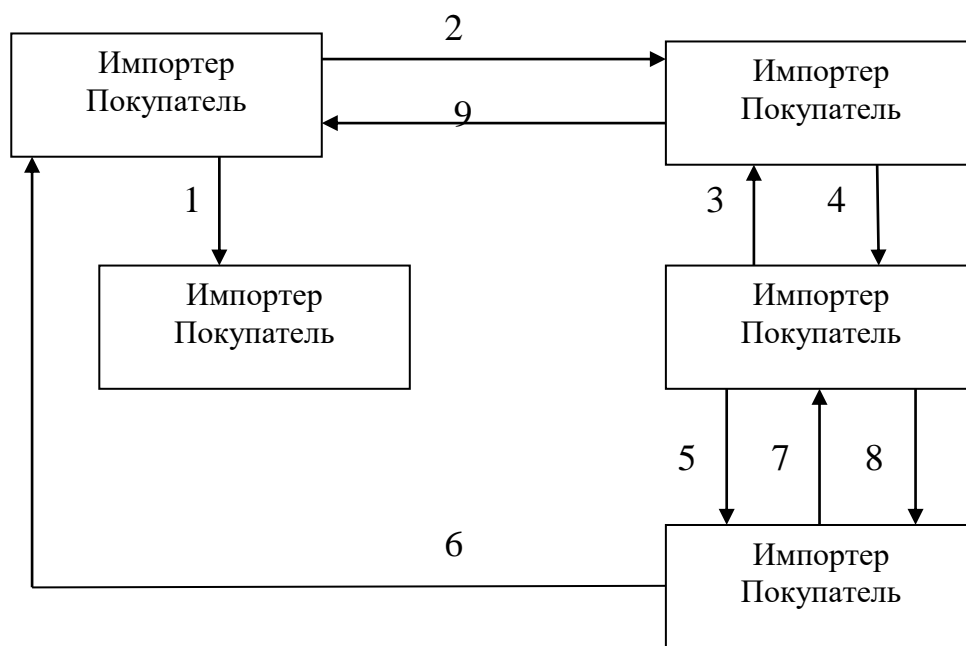 2
Импортер
Покупатель
Импортер
Покупатель
9
1
3
4
Импортер
Покупатель
Импортер
Покупатель
5
7
8
6
Импортер
Покупатель